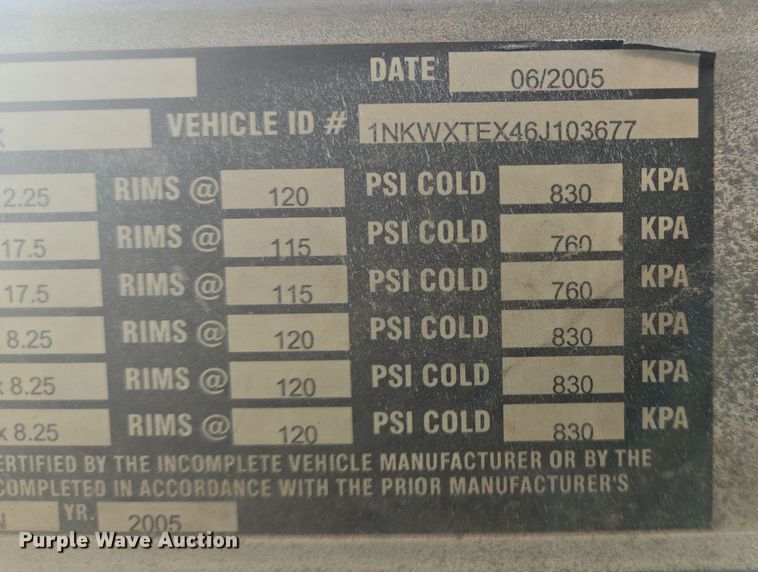 DATE 06/2005
VEHICLE ID # 1NKWXTEX46J103677
2.25 RIMS @ 120 PSI COLD 830 KPA
17.5 RIMS @ 115 PSI COLD 760 KPA
17.5 RIMS @ 115 PSI COLD 760 KPA
8.25 RIMS @ 120 PSI COLD 830 KPA
x 8.25 RIMS @ 120 PSI COLD 830 KPA
x 8.25 RIMS @ 120 PSI COLD 830 KPA
ERTIFIED BY THE INCOMPLETE VEHICLE MANUFACTURER OR BY THE
COMPLETED IN ACCORDANCE WITH THE PRIOR MANUFACTURER'S
N YR. 2005
Purple Wave Auction